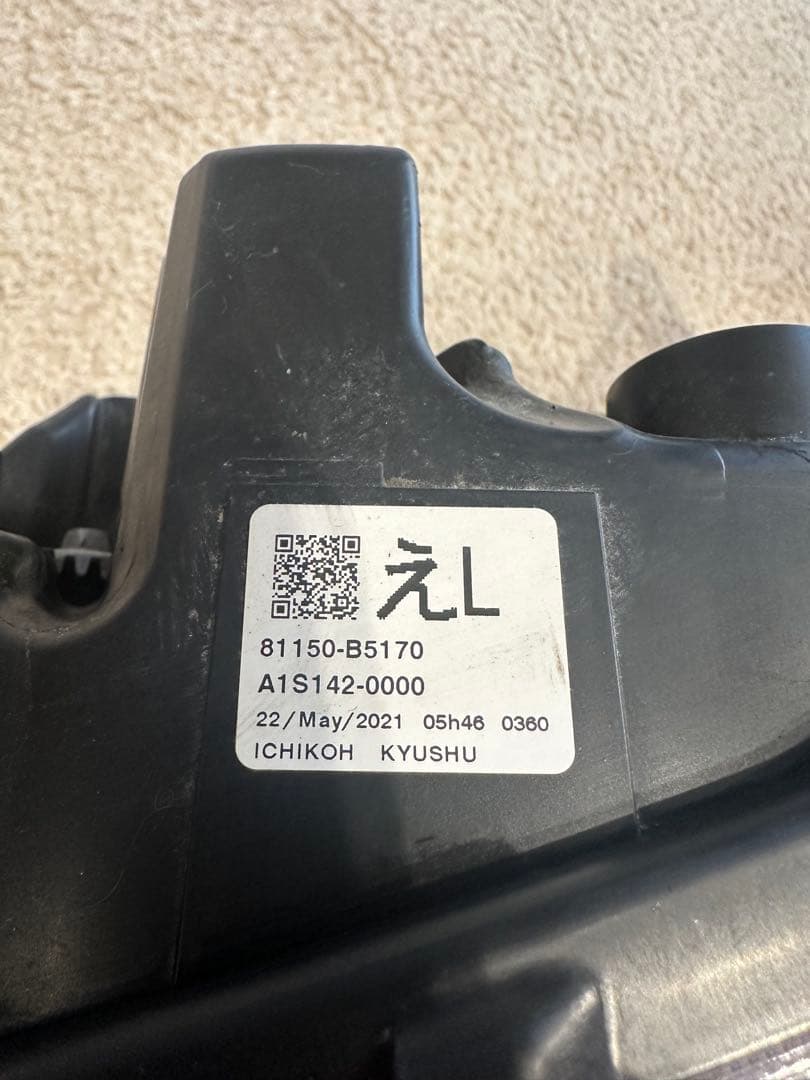 えL
81150-B5170
A1S142-0000
22/May/2021 05h46 0360
ICHIKOH KYUSHU